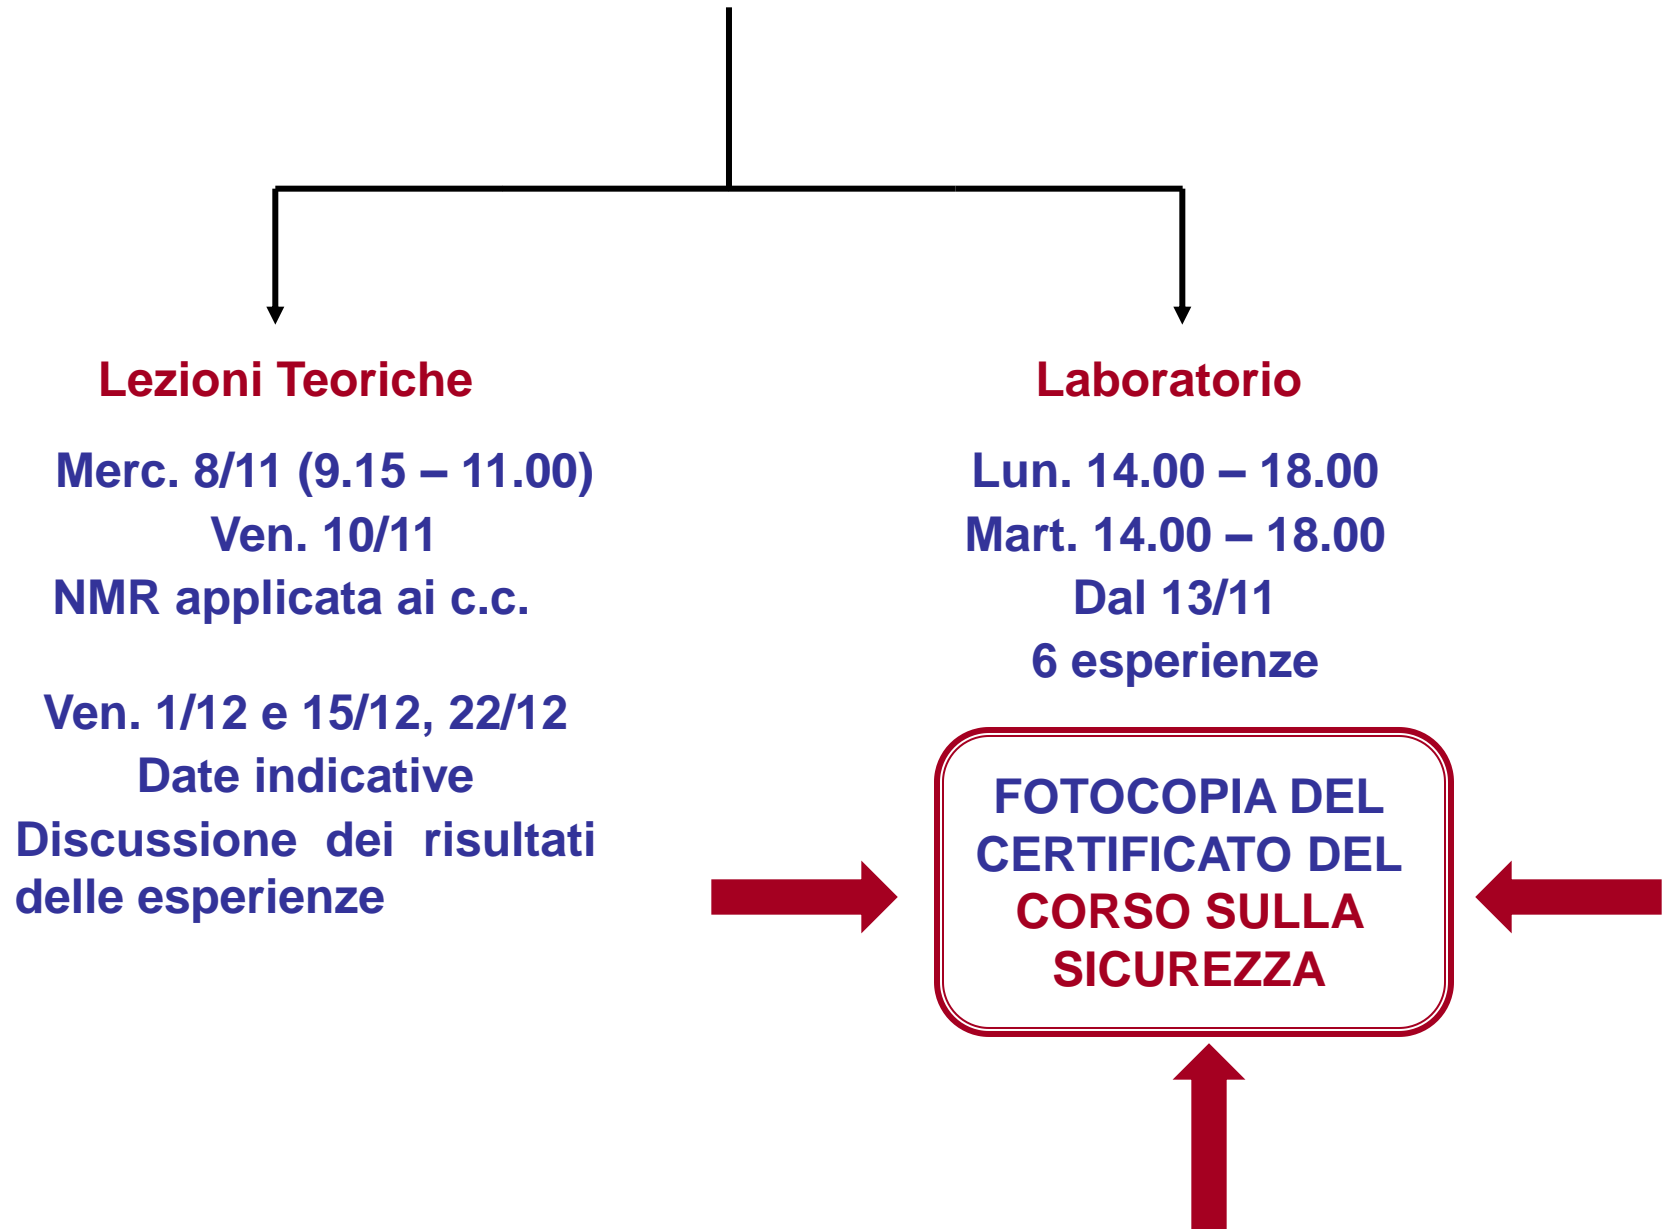 Lezioni Teoriche
Merc. 8/11 (9.15 – 11.00)
Ven. 10/11
NMR applicata ai c.c.
Ven. 1/12 e 15/12, 22/12
Date indicative
Discussione dei risultati
delle esperienze
Laboratorio
Lun. 14.00 – 18.00
Mart. 14.00 – 18.00
Dal 13/11
6 esperienze
FOTOCOPIA DEL
CERTIFICATO DEL
CORSO SULLA
SICUREZZA